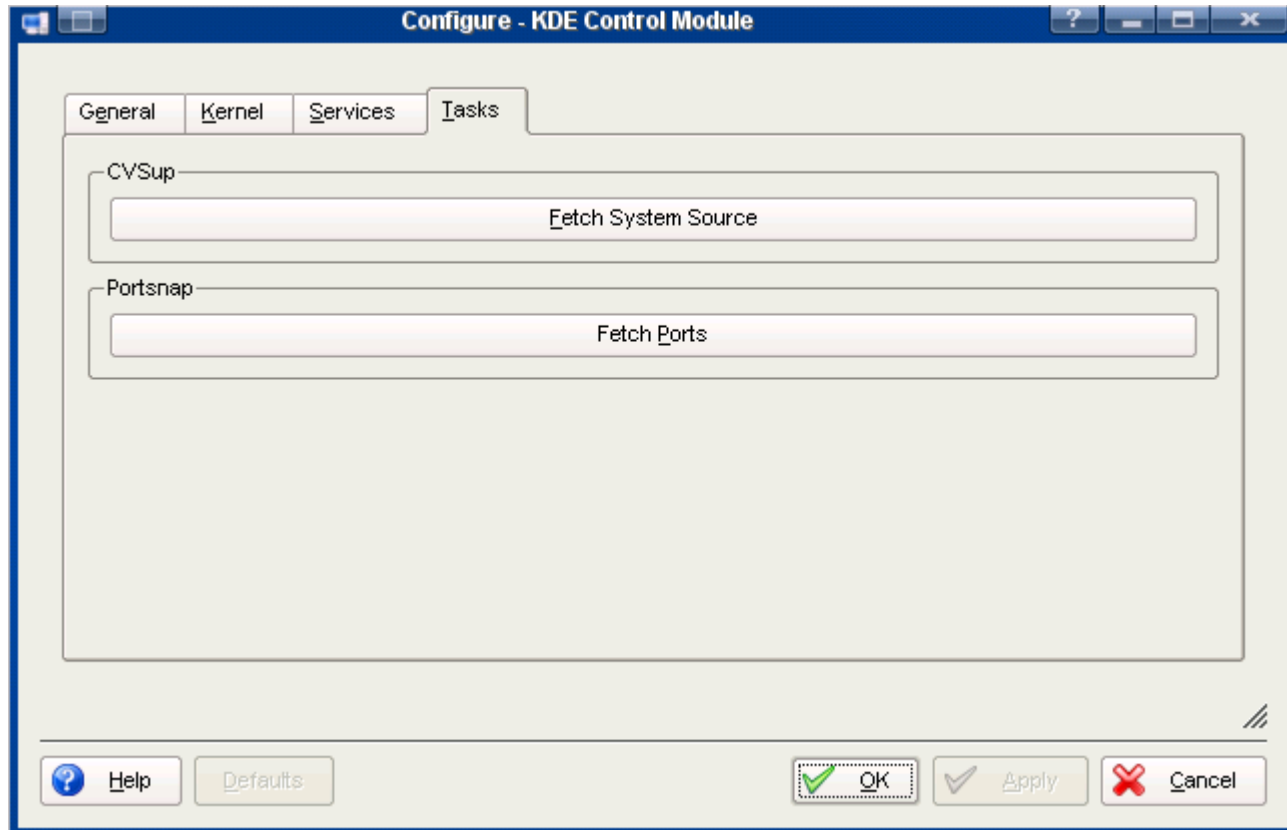 Configure - KDE Control Module
?
General Kernel Services Tasks
CVSup
Fetch System Source
Portsnap
Fetch Ports
? Help Defaults OK Apply Cancel